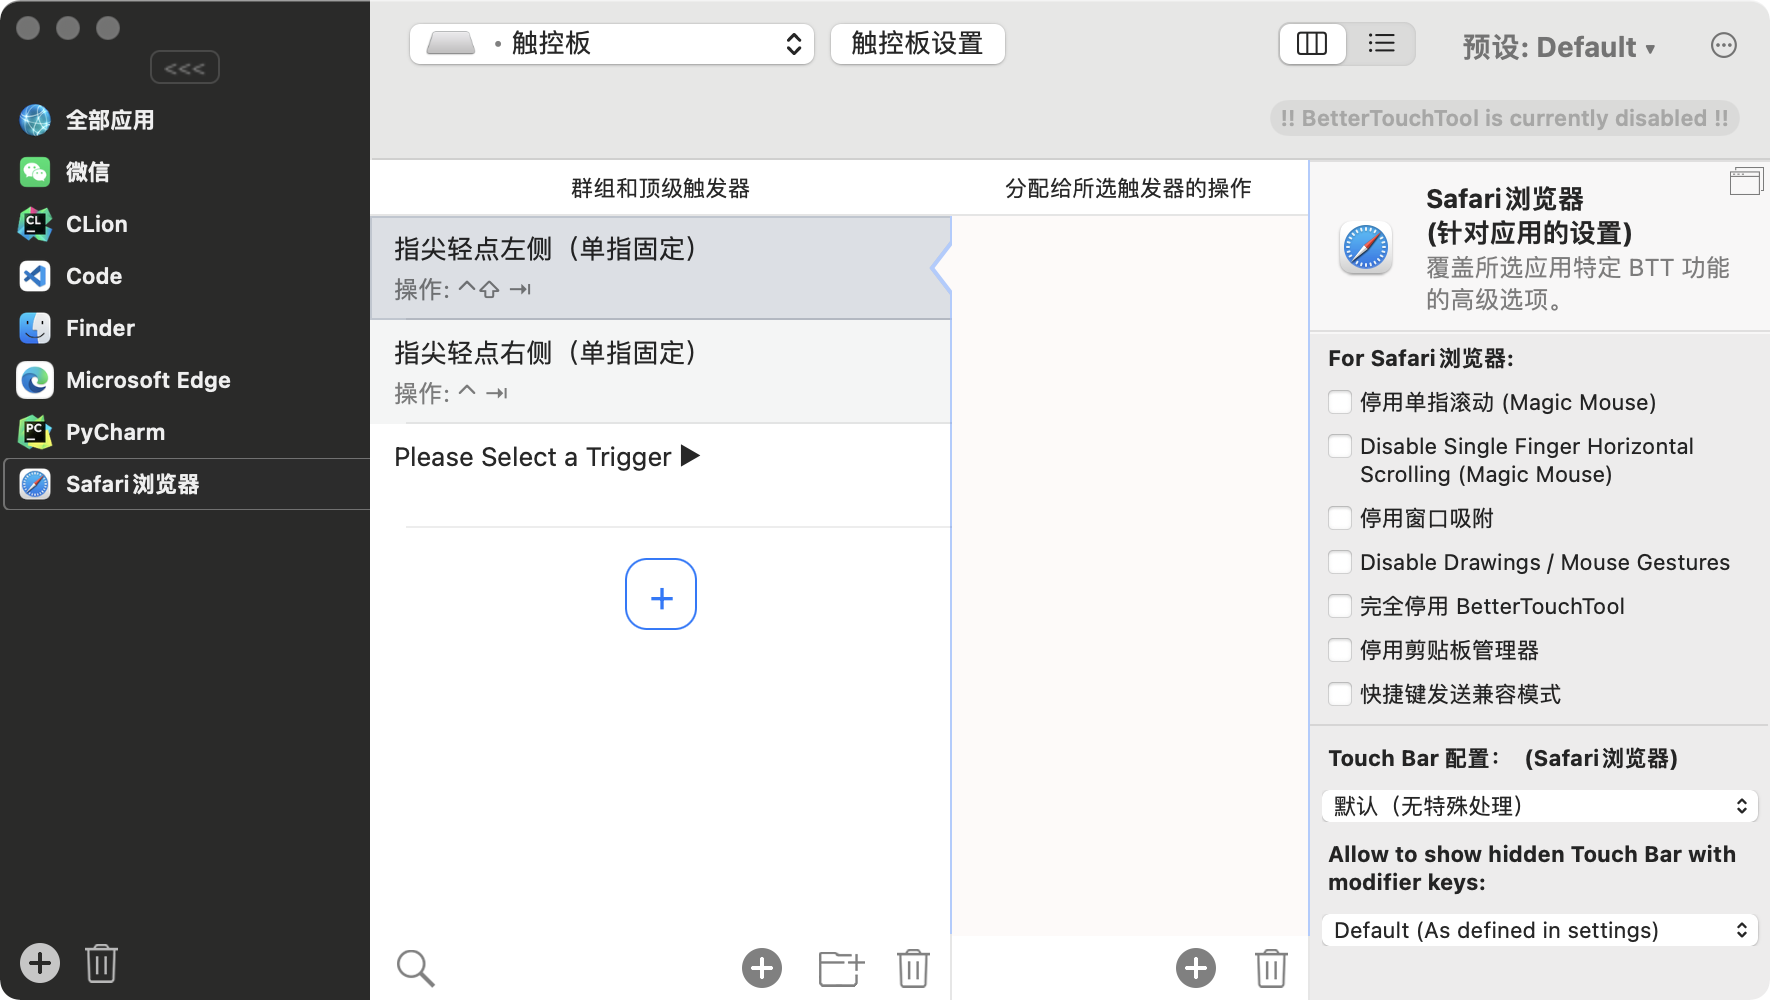 <<<
全部应用
微信
CLion
Code
Finder
Microsoft Edge
PyCharm
Safari浏览器
• 触控板
触控板设置
预设: Default ▾
!! BetterTouchTool is currently disabled !!
群组和顶级触发器
分配给所选触发器的操作
指尖轻点左侧（单指固定）
操作: ⌃⇧ ⇥
指尖轻点右侧（单指固定）
操作: ⌃ ⇥
Please Select a Trigger ▶
+
Safari浏览器
(针对应用的设置)
覆盖所选应用特定 BTT 功能
的高级选项。
For Safari浏览器:
停用单指滚动 (Magic Mouse)
Disable Single Finger Horizontal
Scrolling (Magic Mouse)
停用窗口吸附
Disable Drawings / Mouse Gestures
完全停用 BetterTouchTool
停用剪贴板管理器
快捷键发送兼容模式
Touch Bar 配置： (Safari浏览器)
默认（无特殊处理）
Allow to show hidden Touch Bar with
modifier keys:
Default (As defined in settings)